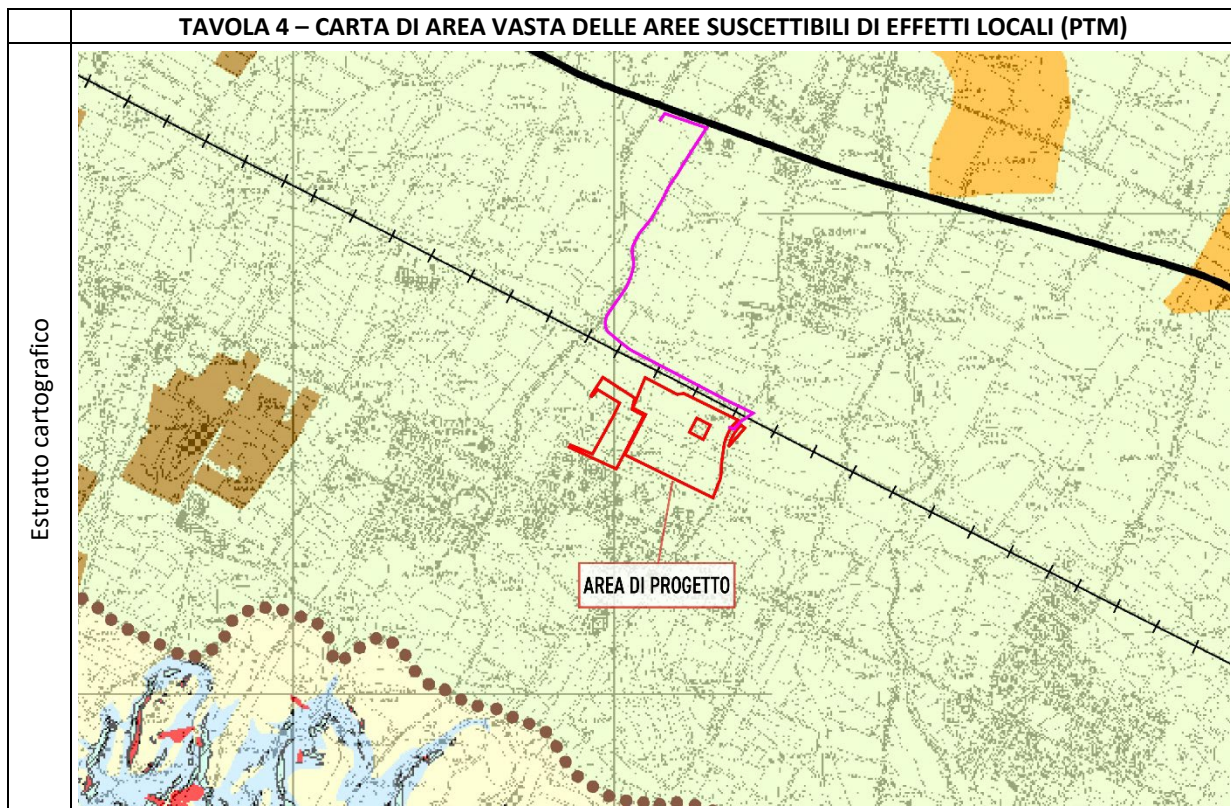 TAVOLA 4 – CARTA DI AREA VASTA DELLE AREE SUSCETTIBILI DI EFFETTI LOCALI (PTM)
Estratto cartografico
AREA DI PROGETTO